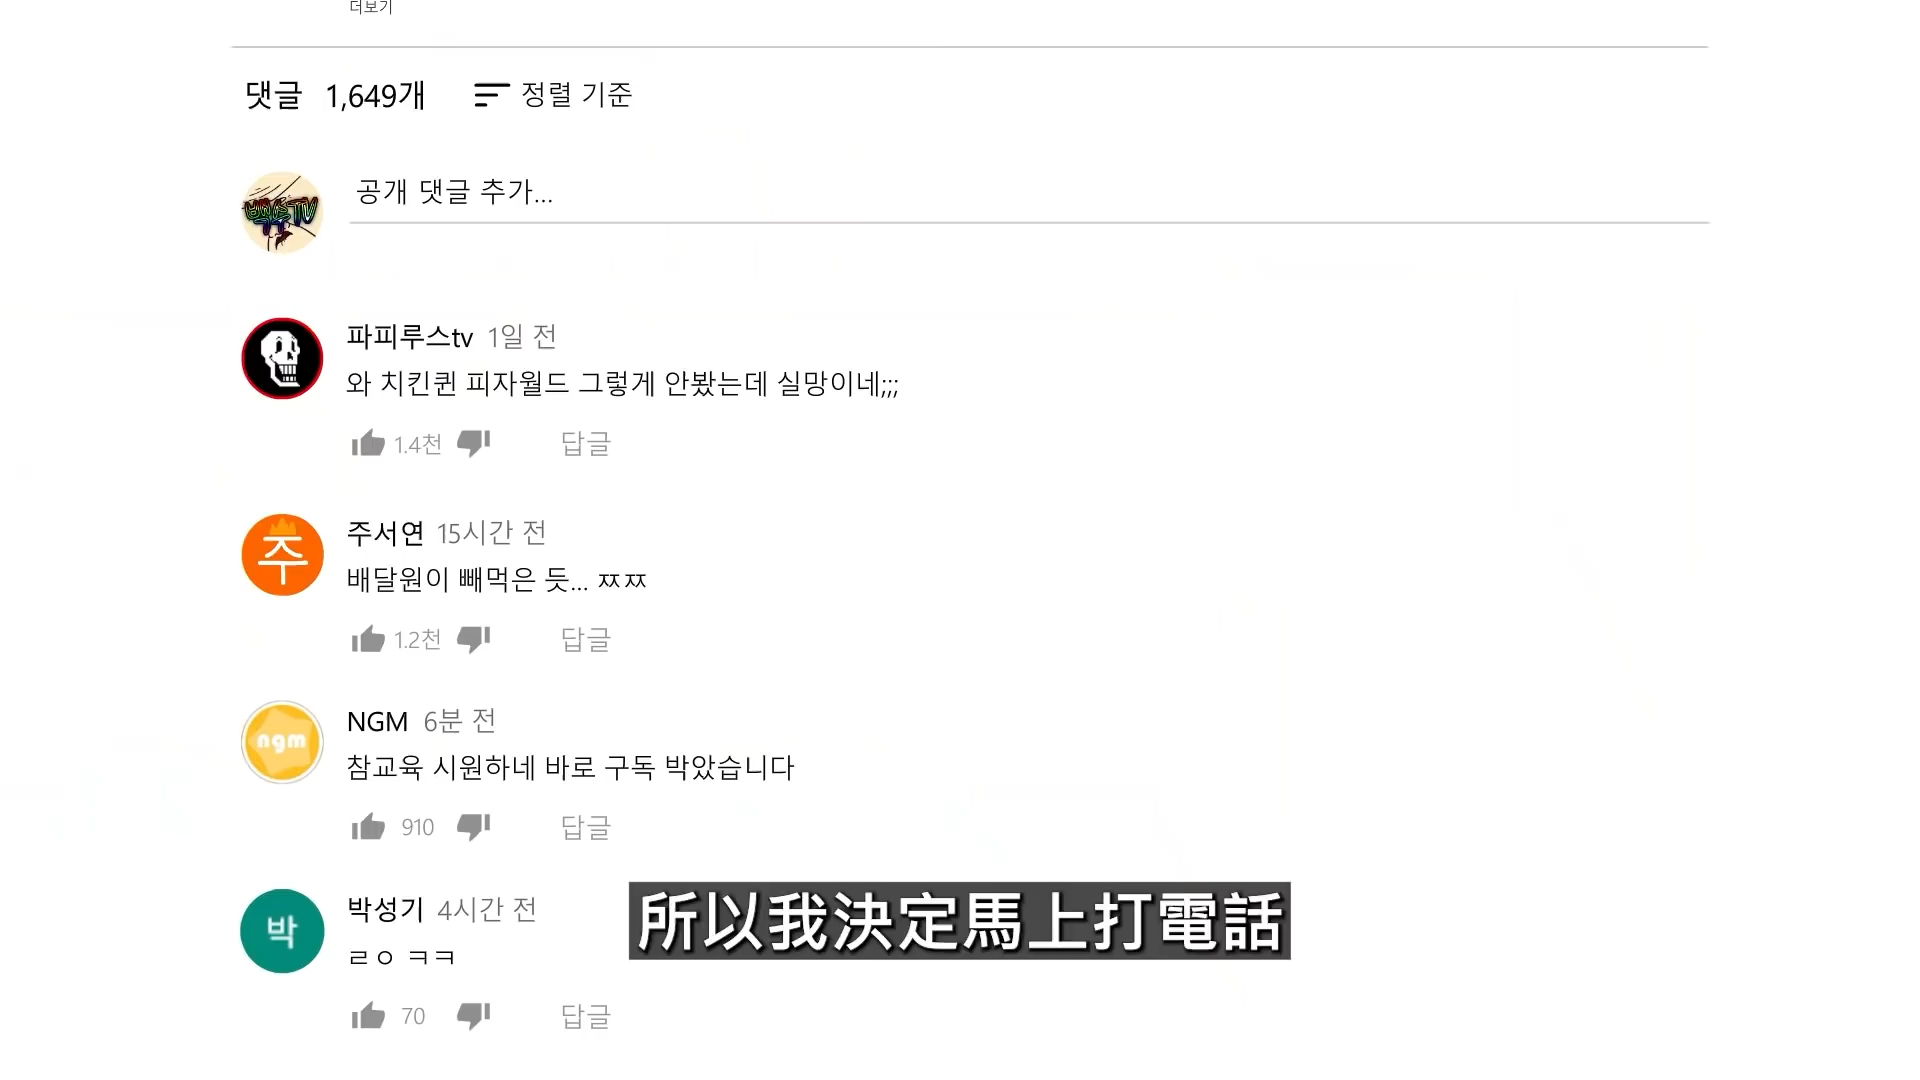 더보기
댓글 1,649개 정렬 기준
공개 댓글 추가...
파피루스tv 1일 전
와 치킨퀸 피자월드 그렇게 안봤는데 실망이네;;;
1.4천 답글
주
주서연 15시간 전
배달원이 빼먹은 듯... ㅉㅉ
1.2천 답글
ngm
NGM 6분 전
참교육 시원하네 바로 구독 박았습니다
910 답글
박
박성기 4시간 전
ㄹㅇ ㅋㅋ
70 답글
所以我決定馬上打電話